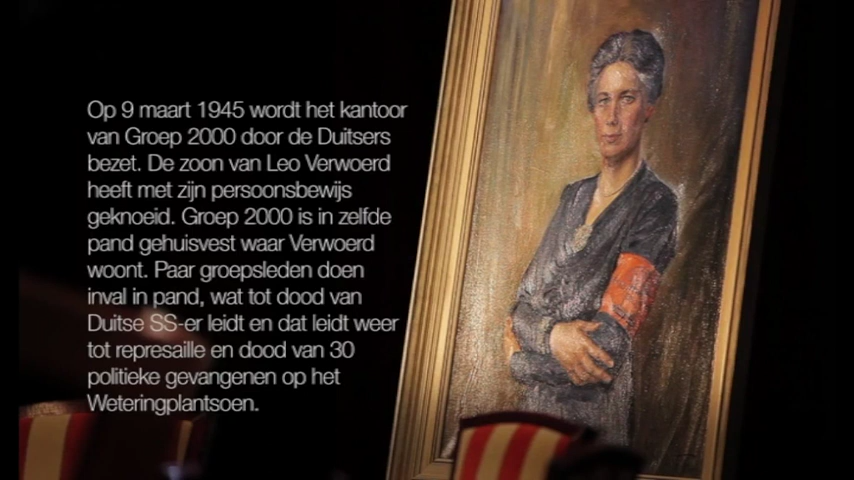 Op 9 maart 1945 wordt het kantoor
van Groep 2000 door de Duitsers
bezet. De zoon van Leo Verwoerd
heeft met zijn persoonsbewijs
geknoeid. Groep 2000 is in zelfde
pand gehuisvest waar Verwoerd
woont. Paar groepsleden doen
inval in pand, wat tot dood van
Duitse SS-er leidt en dat leidt weer
tot represaille en dood van 30
politieke gevangenen op het
Weteringplantsoen.